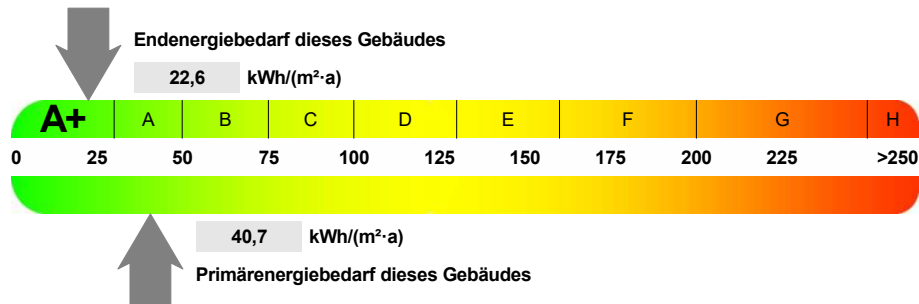 Endenergiebedarf dieses Gebäudes
22,6 kWh/(m²·a)
A+ A B C D E F G H
0 25 50 75 100 125 150 175 200 225 >250
40,7 kWh/(m²·a)
Primärenergiebedarf dieses Gebäudes